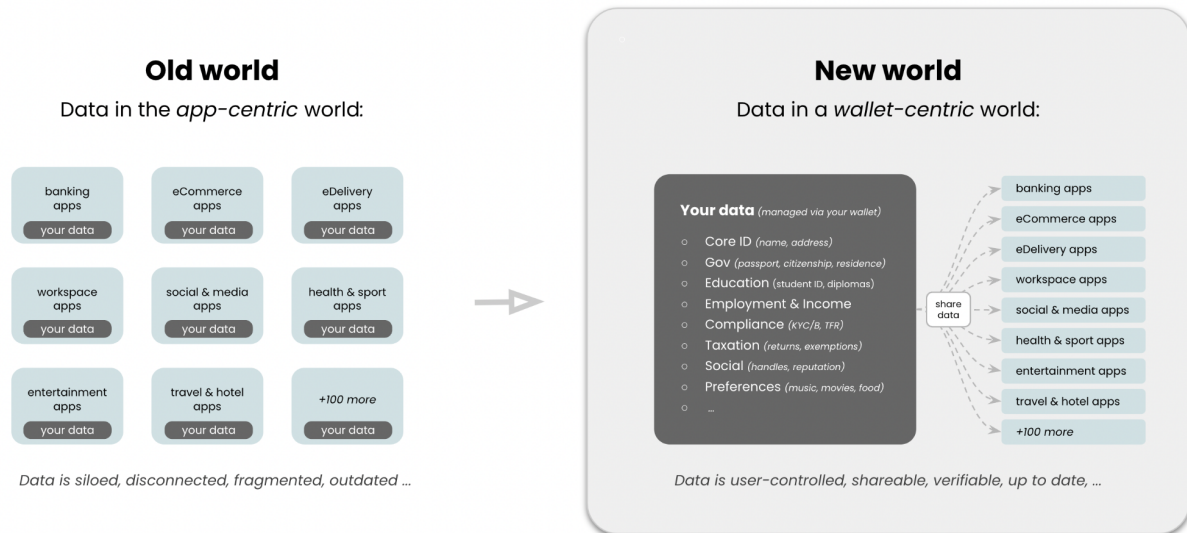 Old world
Data in the app-centric world:
banking
apps
your data
eCommerce
apps
your data
eDelivery
apps
your data
workspace
apps
your data
social & media
apps
your data
health & sport
apps
your data
entertainment
apps
your data
travel & hotel
apps
your data
+100 more
your data
Data is siloed, disconnected, fragmented, outdated ...
New world
Data in a wallet-centric world:
Your data (managed via your wallet)
Core ID (name, address)
Gov (passport, citizenship, residence)
Education (student ID, diplomas)
Employment & Income
Compliance (KYC/B, TFR)
Taxation (returns, exemptions)
Social (handles, reputation)
Preferences (music, movies, food)
...
share
data
banking apps
eCommerce apps
eDelivery apps
workspace apps
social & media apps
health & sport apps
entertainment apps
travel & hotel apps
+100 more
Data is user-controlled, shareable, verifiable, up to date, ...